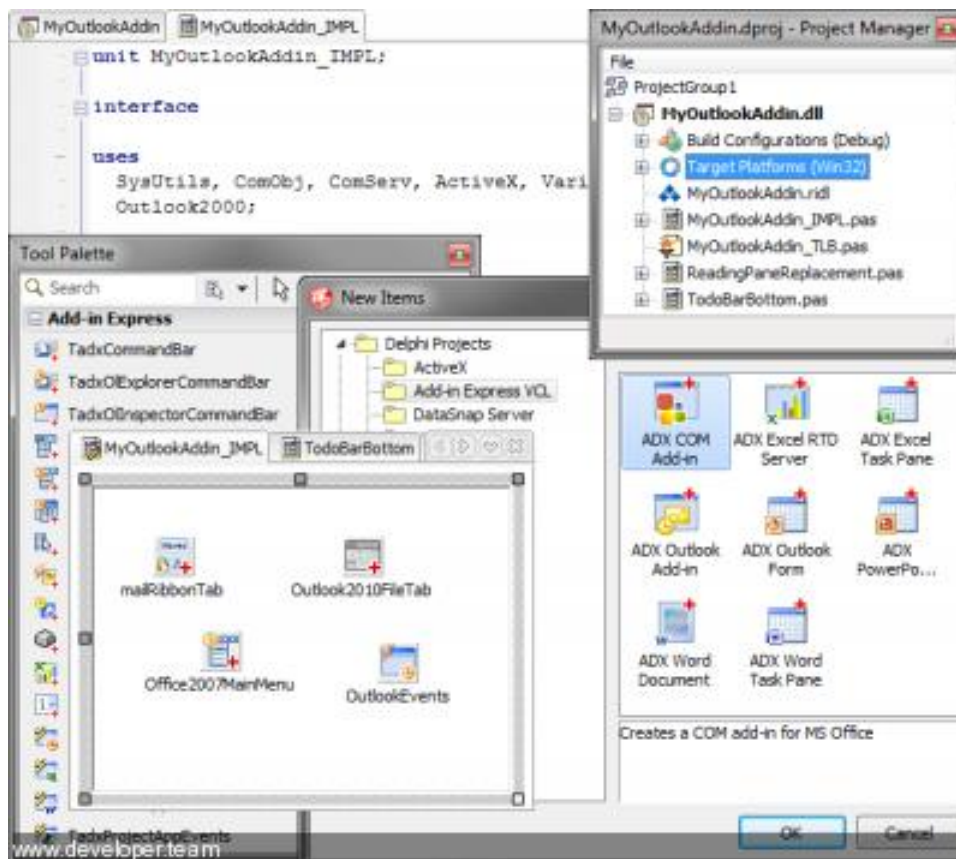 MyOutlookAddin
MyOutlookAddin_IMPL
unit MyOutlookAddin_IMPL;
interface
uses
SysUtils, ComObj, ComServ, ActiveX, Vari
Outlook2000;
MyOutlookAddin.dproj - Project Manager
File
ProjectGroup1
MyOutlookAddin.dll
Build Configurations (Debug)
Target Platforms (Win32)
MyOutlookAddin.ridl
MyOutlookAddin_IMPL.pas
MyOutlookAddin_TLB.pas
ReadingPaneReplacement.pas
TodoBarBottom.pas
Tool Palette
Search
Add-in Express
TadxCommandBar
TadxOlExplorerCommandBar
TadxOlInspectorCommandBar
TadxProjectAppEvents
New Items
Delphi Projects
ActiveX
Add-in Express VCL
DataSnap Server
MyOutlookAddin_IMPL
TodoBarBottom
mailRibbonTab
Outlook2010FileTab
Office2007MainMenu
OutlookEvents
ADX COM
Add-in
ADX Excel RTD
Server
ADX Excel
Task Pane
ADX Outlook
Add-in
ADX Outlook
Form
ADX
PowerPo...
ADX Word
Document
ADX Word
Task Pane
Creates a COM add-in for MS Office
OK
Cancel
www.developer.team